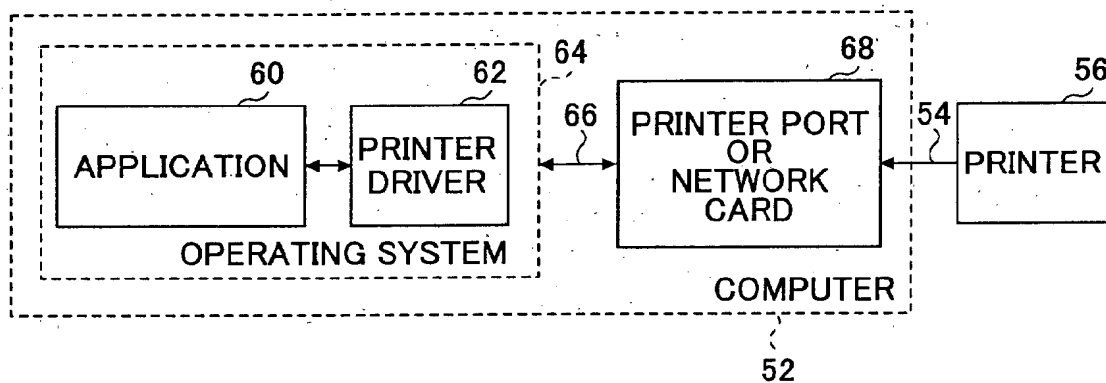 64
68
56
60
62
66
54
APPLICATION
PRINTER
DRIVER
PRINTER PORT
OR
NETWORK
CARD
PRINTER
OPERATING SYSTEM
COMPUTER
52